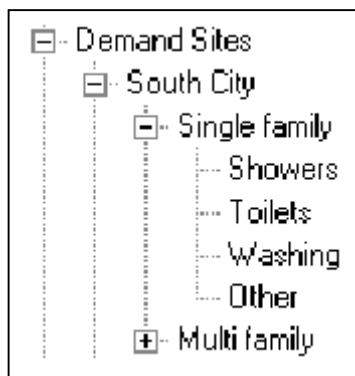 Demand Sites
South City
Single family
Showers
Toilets
Washing
Other
Multi family